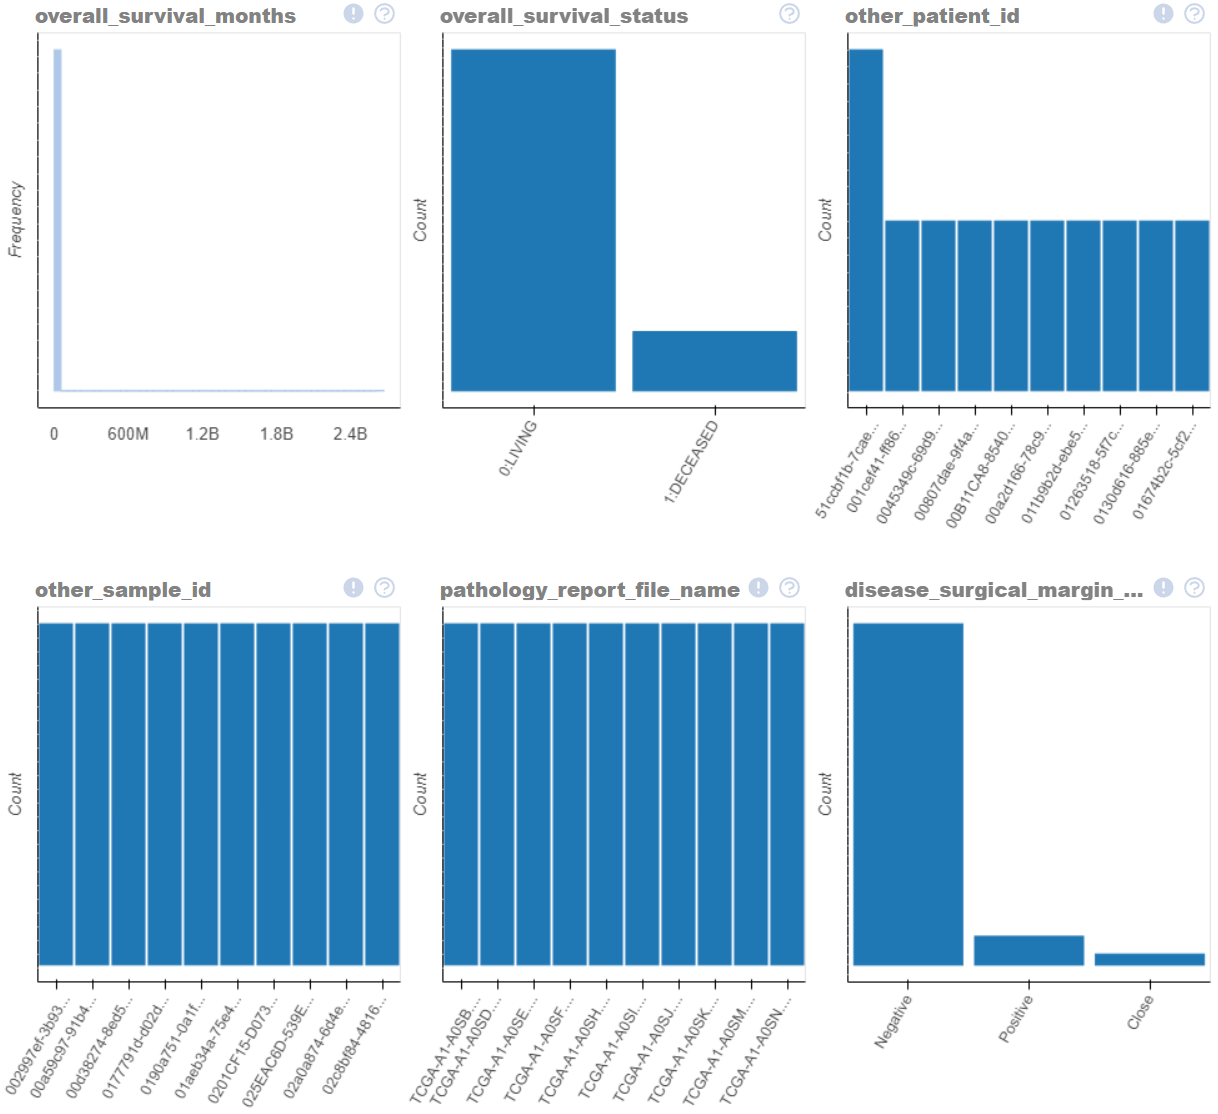 overall_survival_months
Frequency
0 600M 1.2B 1.8B 2.4B
overall_survival_status
Count
0:LIVING
1:DECEASED
other_patient_id
Count
51ccbf1b-7cae...
001cef41-ff86...
0045349c-69d9...
00807dae-9f4a...
00B11CA8-8540...
00a2d166-78c9...
011b9b2d-ebe5...
01263518-5f7c...
0130d616-885e...
01674b2c-5cf2...
other_sample_id
Count
002997ef-3b93...
00a59c97-91b4...
00d38274-8ed5...
0177791d-d02d...
0190a751-0a1f...
01aeb34a-75e4...
0201CF15-D073...
025EAC6D-539E...
02a0a874-6d4e...
02c8bf84-4816...
pathology_report_file_name
Count
TCGA-A1-A0SB...
TCGA-A1-A0SD...
TCGA-A1-A0SE...
TCGA-A1-A0SF...
TCGA-A1-A0SH...
TCGA-A1-A0SI...
TCGA-A1-A0SJ...
TCGA-A1-A0SK...
TCGA-A1-A0SM...
TCGA-A1-A0SN...
disease_surgical_margin_...
Count
Negative
Positive
Close